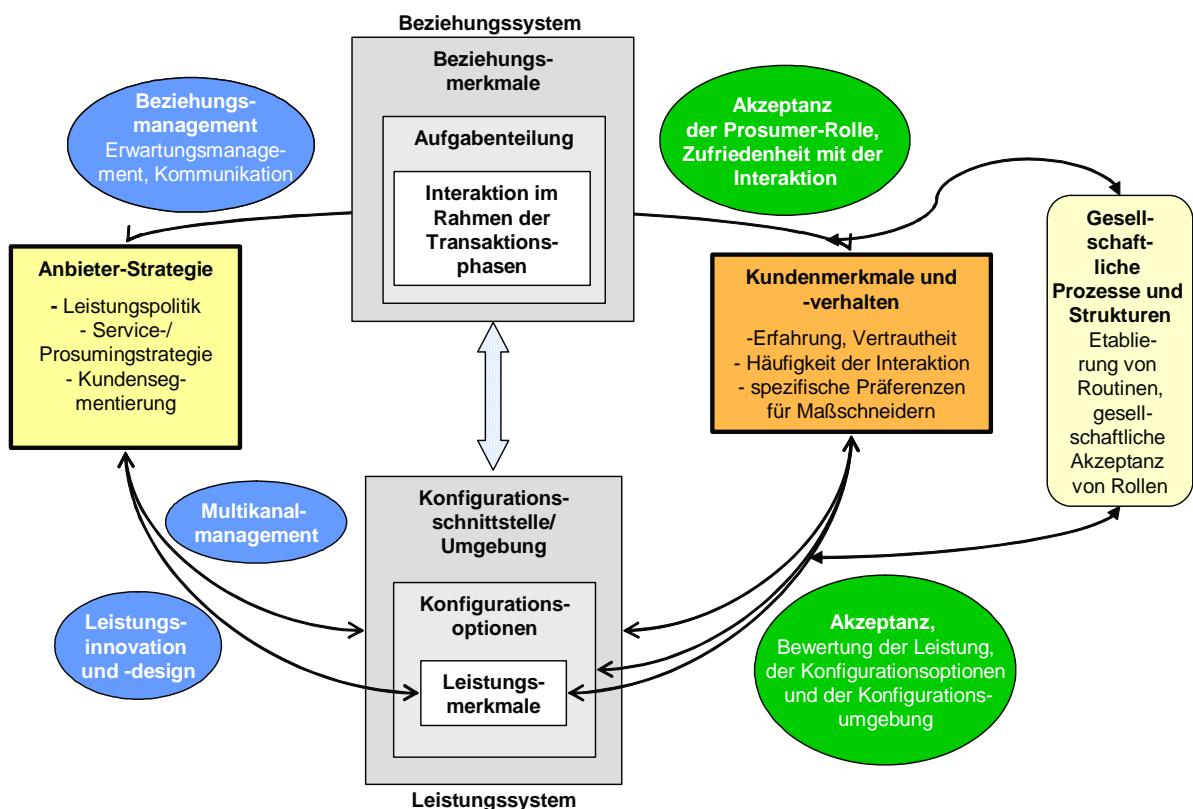 Beziehungssystem
Beziehungs-
merkmale
Aufgabenteilung
Interaktion im
Rahmen der
Transaktions-
phasen
Beziehungs-
management
Erwartungsmanage-
ment, Kommunikation
Akzeptanz
der Prosumer-Rolle,
Zufriedenheit mit der
Interaktion
Anbieter-Strategie
- Leistungspolitik
- Service-/
Prosumingstrategie
- Kundenseg-
mentierung
Kundenmerkmale und
-verhalten
-Erfahrung, Vertrautheit
- Häufigkeit der Interaktion
- spezifische Präferenzen
für Maßschneidern
Gesell-
schaft-
liche
Prozesse und
Strukturen
Etablie-
rung von
Routinen,
gesell-
schaftliche
Akzeptanz
von Rollen
Multikanal-
management
Leistungs-
innovation
und -design
Konfigurations-
schnittstelle/
Umgebung
Konfigurations-
optionen
Leistungs-
merkmale
Akzeptanz,
Bewertung der Leistung,
der Konfigurationsoptionen
und der Konfigurations-
umgebung
Leistungssystem